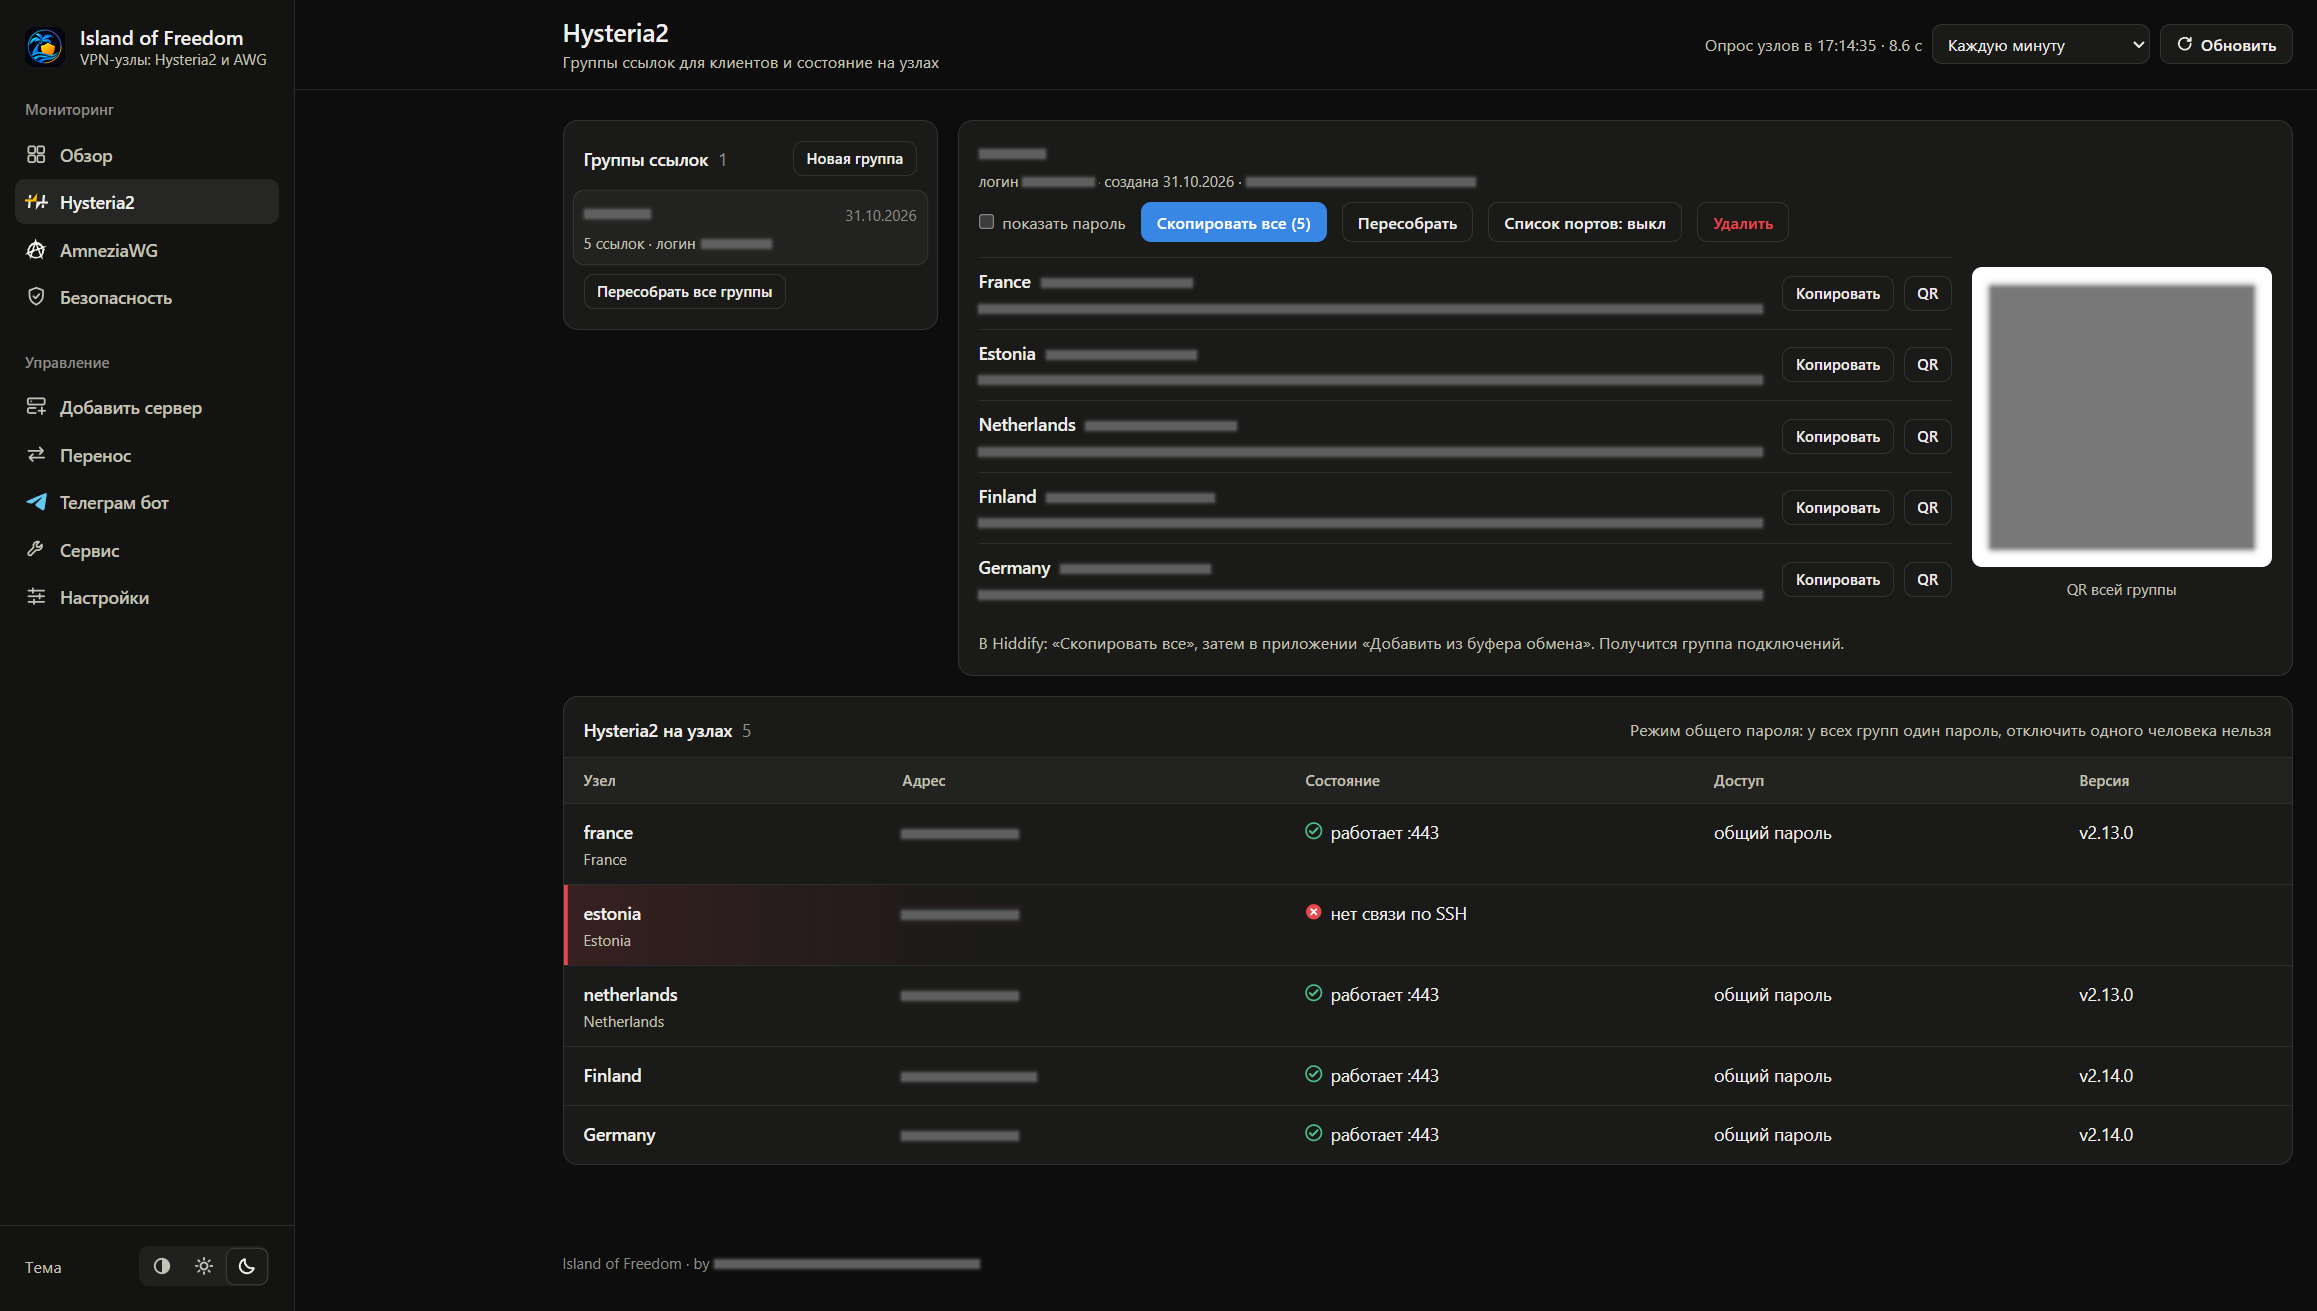 Island of Freedom
VPN-узлы: Hysteria2 и AWG
Мониторинг
Обзор
Hysteria2
AmneziaWG
Безопасность
Управление
Добавить сервер
Перенос
Телеграм бот
Сервис
Настройки
Тема
Hysteria2
Группы ссылок для клиентов и состояние на узлах
Опрос узлов в 17:14:35 · 8.6 с
Каждую минуту
Обновить
Группы ссылок 1
Новая группа
31.10.2026
5 ссылок · логин
Пересобрать все группы
логин · создана 31.10.2026 ·
показать пароль
Скопировать все (5)
Пересобрать
Список портов: выкл
Удалить
France
Копировать
QR
Estonia
Копировать
QR
Netherlands
Копировать
QR
Finland
Копировать
QR
Germany
Копировать
QR
QR всей группы
В Hiddify: «Скопировать все», затем в приложении «Добавить из буфера обмена». Получится группа подключений.
Hysteria2 на узлах 5
Режим общего пароля: у всех групп один пароль, отключить одного человека нельзя
Узел Адрес Состояние Доступ Версия
france работает :443 общий пароль v2.13.0
France
estonia нет связи по SSH
Estonia
netherlands работает :443 общий пароль v2.13.0
Netherlands
Finland работает :443 общий пароль v2.14.0
Germany работает :443 общий пароль v2.14.0
Island of Freedom · by